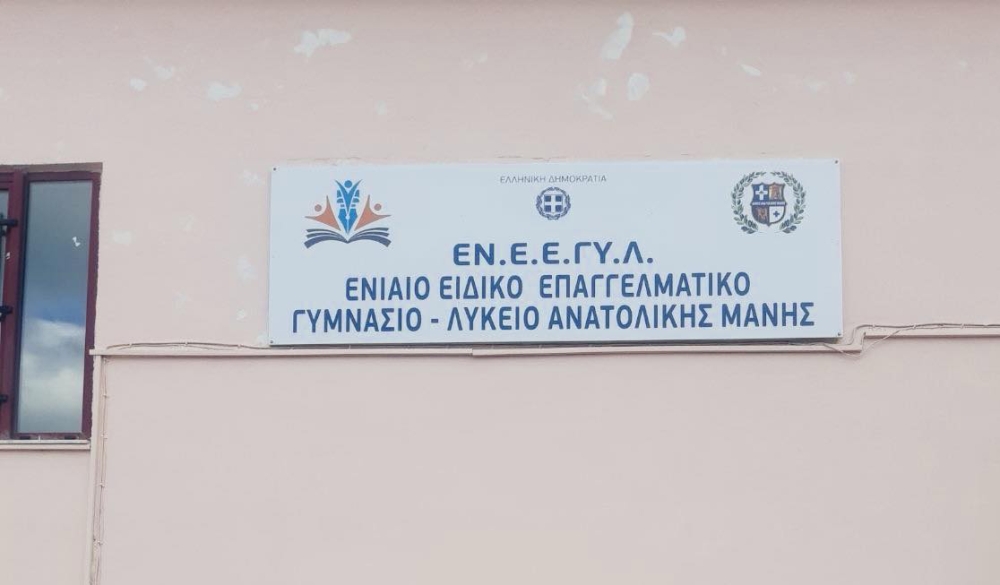 ΕΛΛΗΝΙΚΗ ΔΗΜΟΚΡΑΤΙΑ
ΕΝ.Ε.Ε.ΓΥ.Λ.
ΕΝΙΑΙΟ ΕΙΔΙΚΟ ΕΠΑΓΓΕΛΜΑΤΙΚΟ
ΓΥΜΝΑΣΙΟ - ΛΥΚΕΙΟ ΑΝΑΤΟΛΙΚΗΣ ΜΑΝΗΣ